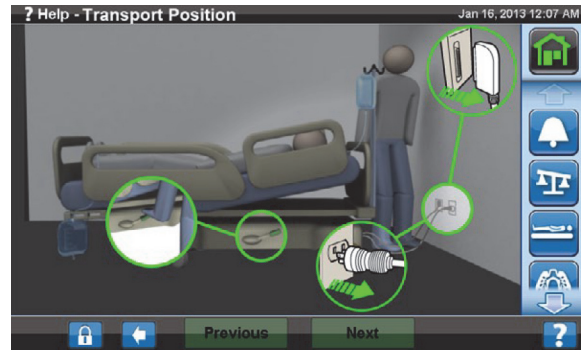 ? Help - Transport Position
Jan 16, 2013 12:07 AM
Previous Next ?